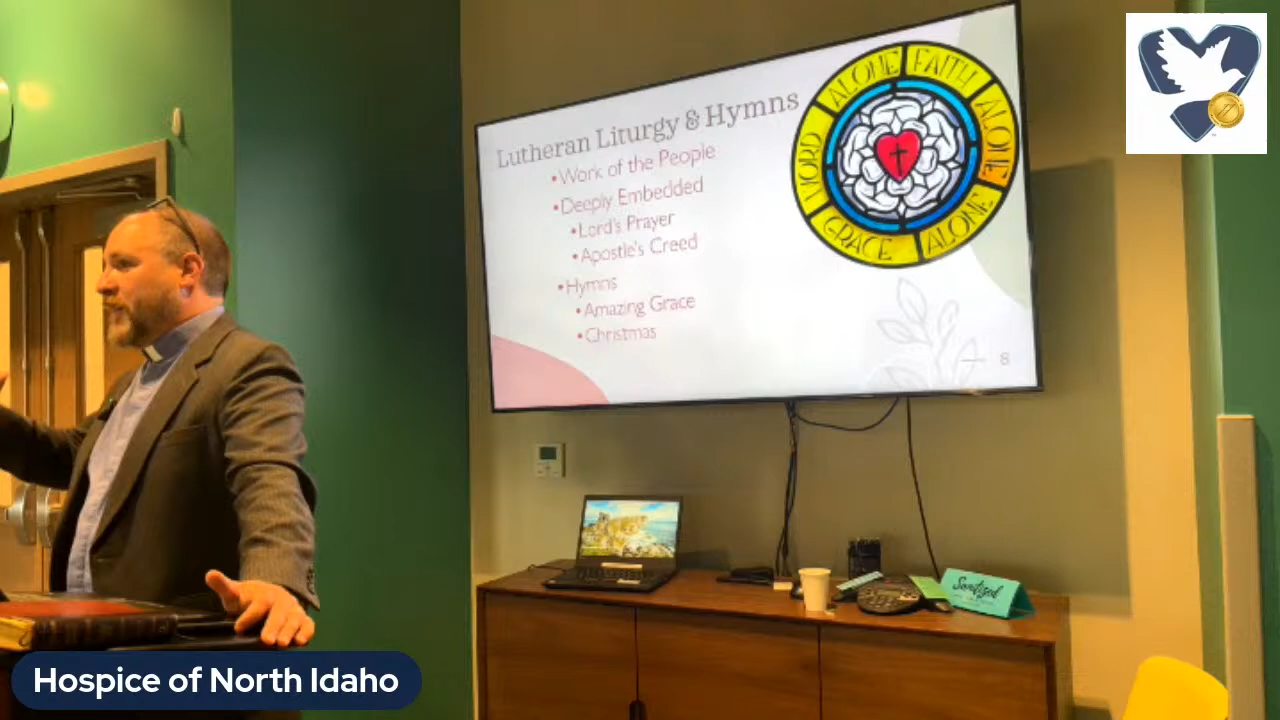 Lutheran Liturgy & Hymns
•Work of the People
•Deeply Embedded
•Lord's Prayer
•Apostle's Creed
•Hymns
•Amazing Grace
•Christmas
8
WORD ALONE FAITH ALONE
GRACE ALONE
Sanitized
Hospice of North Idaho